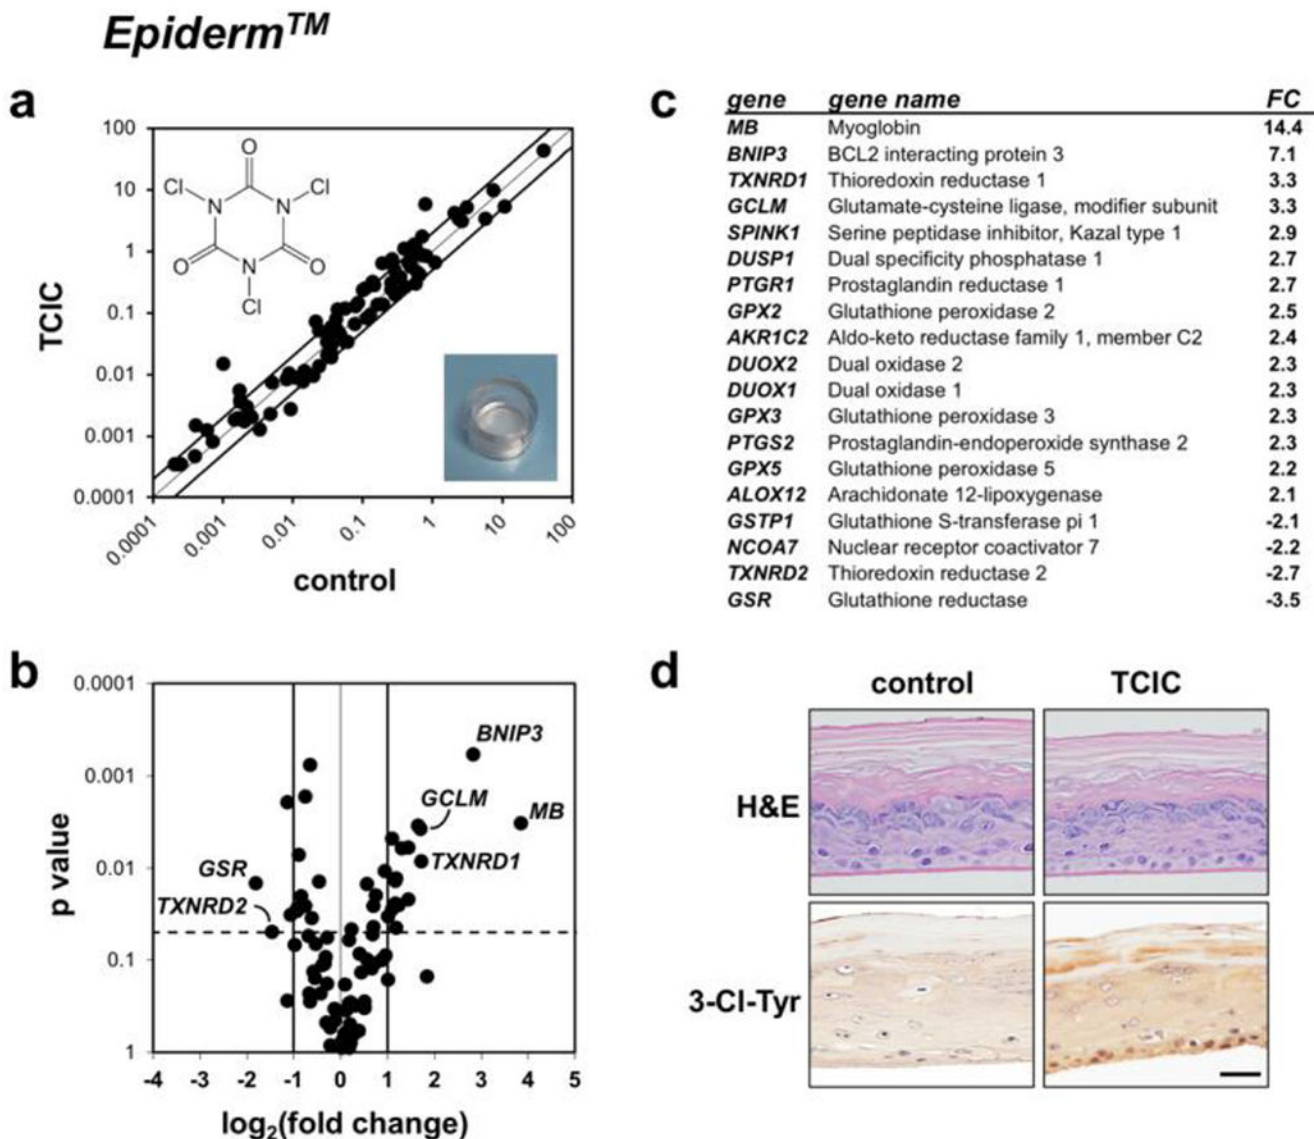 Epiderm™
a
100
10
1
0.1
0.01
0.001
0.0001
TCIC
O
Cl
Cl
N
N
O
N
O
Cl
0.0001
0.001
0.01
0.1
1
10
100
control
b
0.0001
0.001
0.01
0.1
1
p value
BNIP3
GCLM
MB
GSR
TXNRD1
TXNRD2
-4 -3 -2 -1 0 1 2 3 4 5
log2(fold change)
c
gene gene name FC
MB Myoglobin 14.4
BNIP3 BCL2 interacting protein 3 7.1
TXNRD1 Thioredoxin reductase 1 3.3
GCLM Glutamate-cysteine ligase, modifier subunit 3.3
SPINK1 Serine peptidase inhibitor, Kazal type 1 2.9
DUSP1 Dual specificity phosphatase 1 2.7
PTGR1 Prostaglandin reductase 1 2.7
GPX2 Glutathione peroxidase 2 2.5
AKR1C2 Aldo-keto reductase family 1, member C2 2.4
DUOX2 Dual oxidase 2 2.3
DUOX1 Dual oxidase 1 2.3
GPX3 Glutathione peroxidase 3 2.3
PTGS2 Prostaglandin-endoperoxide synthase 2 2.3
GPX5 Glutathione peroxidase 5 2.2
ALOX12 Arachidonate 12-lipoxygenase 2.1
GSTP1 Glutathione S-transferase pi 1 -2.1
NCOA7 Nuclear receptor coactivator 7 -2.2
TXNRD2 Thioredoxin reductase 2 -2.7
GSR Glutathione reductase -3.5
d
control TCIC
H&E
3-Cl-Tyr